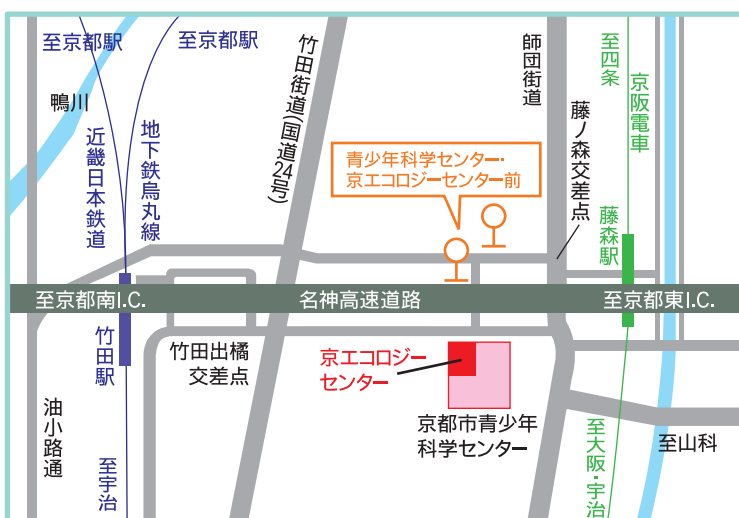 至京都駅
至京都駅
鴨川
近畿日本鉄道
地下鉄烏丸線
竹田街道(国道24号)
師団街道
至四条
京阪電車
藤ノ森交差点
青少年科学センター・
京エコロジーセンター前
藤森駅
至京都南I.C.
名神高速道路
至京都東I.C.
竹田駅
竹田出橋
交差点
京エコロジー
センター
京都市青少年
科学センター
油小路通
至宇治
至大阪・宇治
至山科